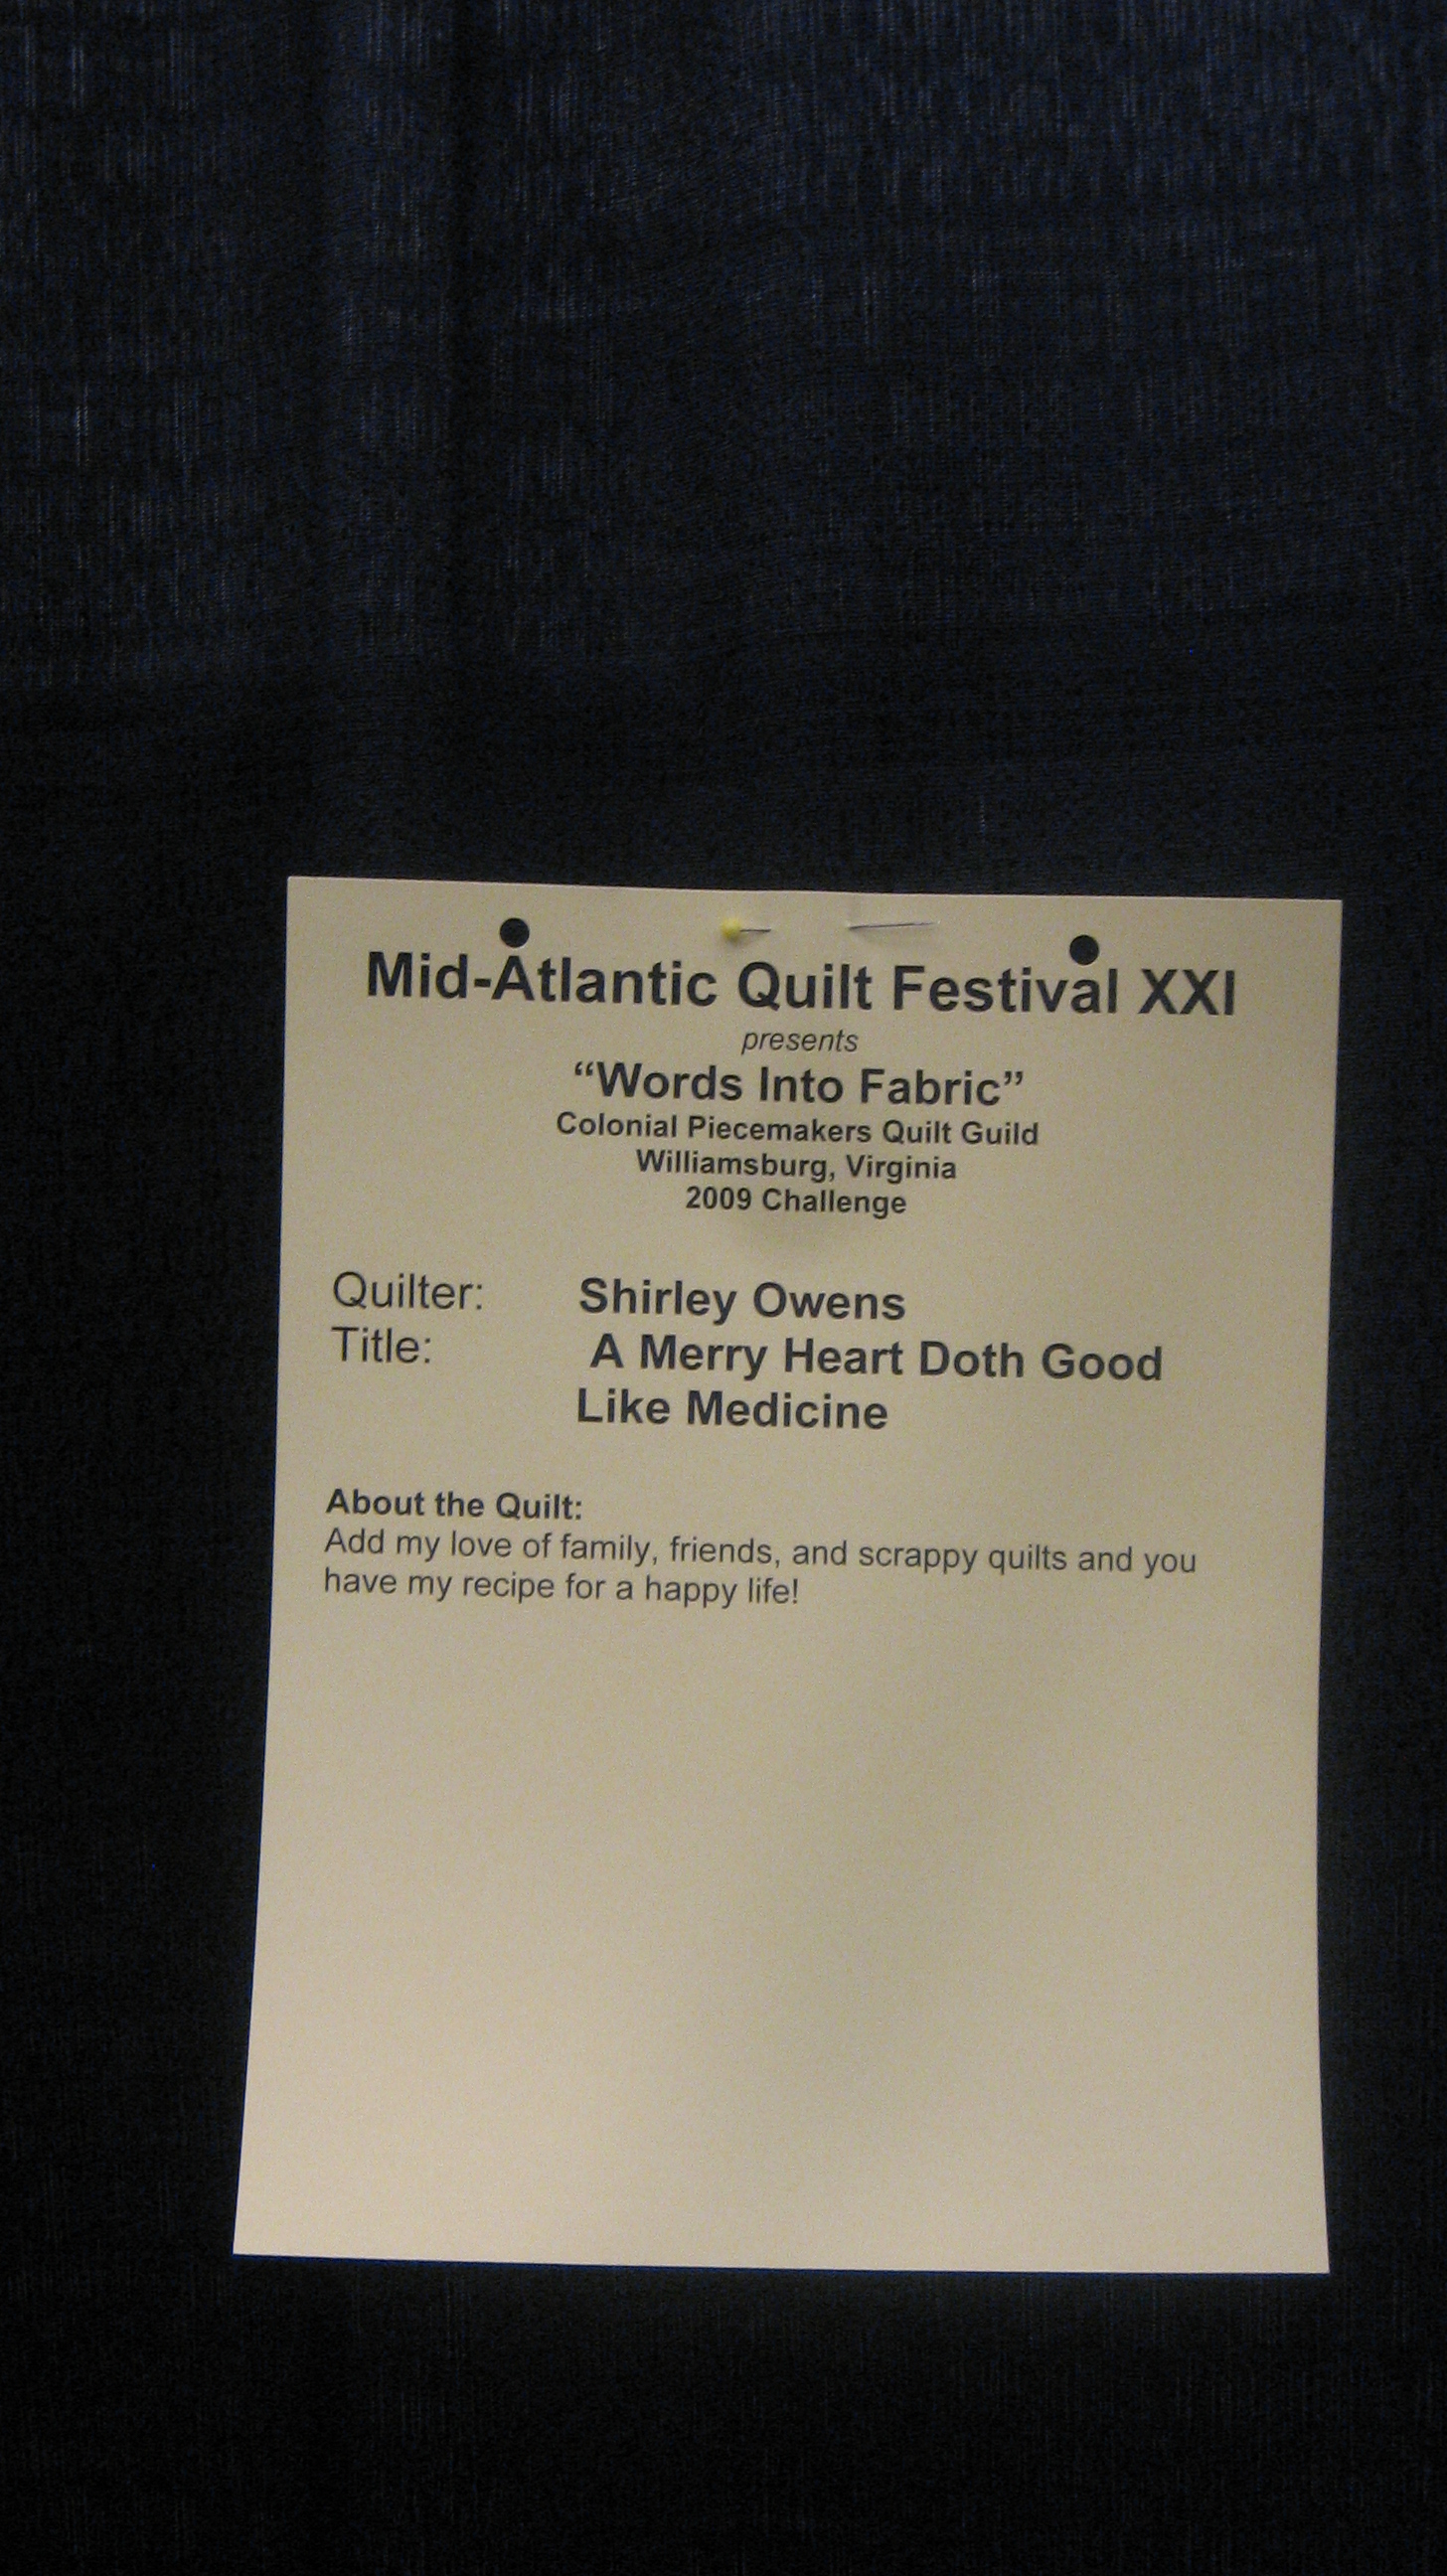 Mid-Atlantic Quilt Festival XXI
presents
“Words Into Fabric”
Colonial Piecemakers Quilt Guild
Williamsburg, Virginia
2009 Challenge
Quilter: Shirley Owens
Title: A Merry Heart Doth Good
Like Medicine
About the Quilt:
Add my love of family, friends, and scrappy quilts and you
have my recipe for a happy life!